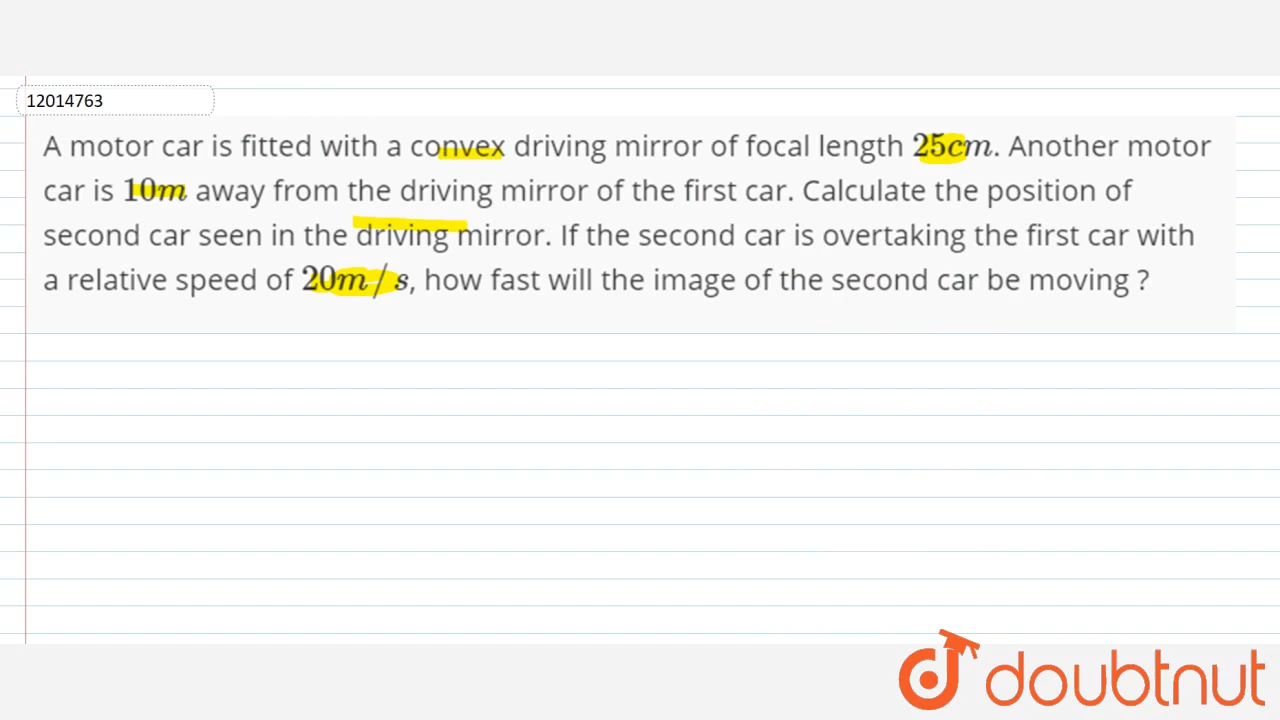 12014763
A motor car is fitted with a convex driving mirror of focal length 25cm. Another motor
car is 10m away from the driving mirror of the first car. Calculate the position of
second car seen in the driving mirror. If the second car is overtaking the first car with
a relative speed of 20m/s, how fast will the image of the second car be moving ?
doubtnut